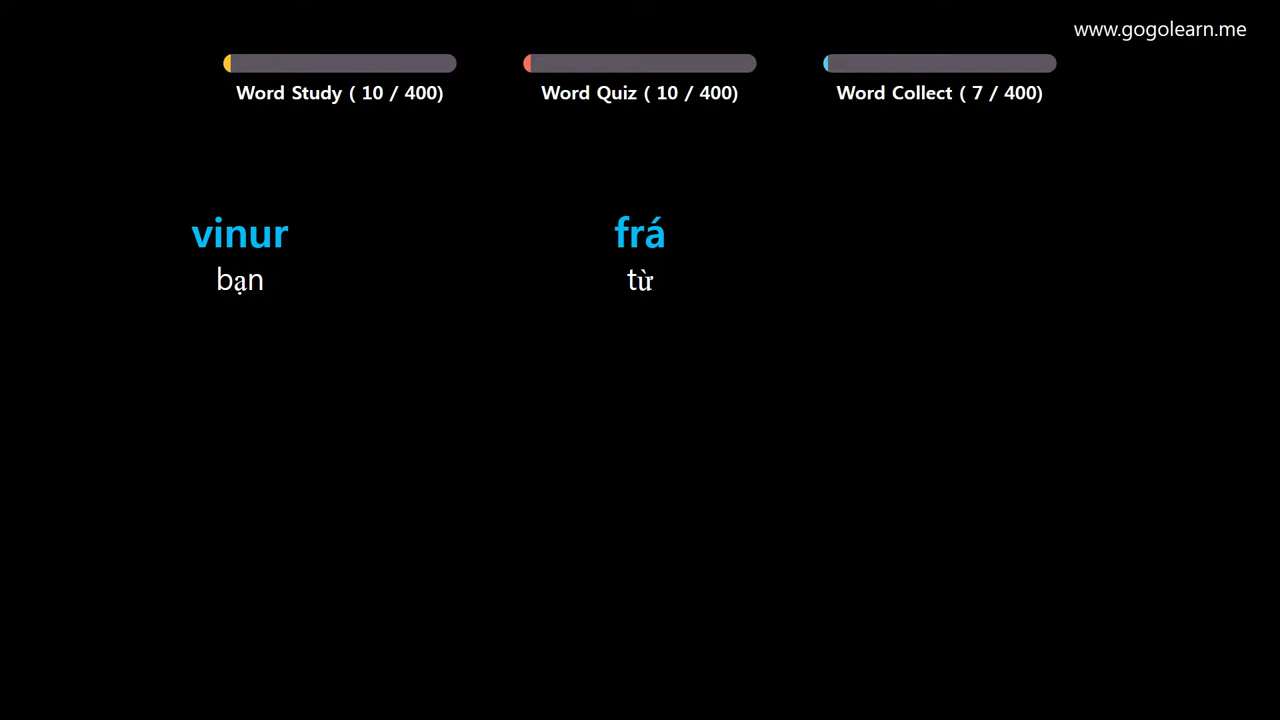 www.gogolearn.me
Word Study ( 10 / 400)
Word Quiz ( 10 / 400)
Word Collect ( 7 / 400)
vinur
bạn
frá
từ